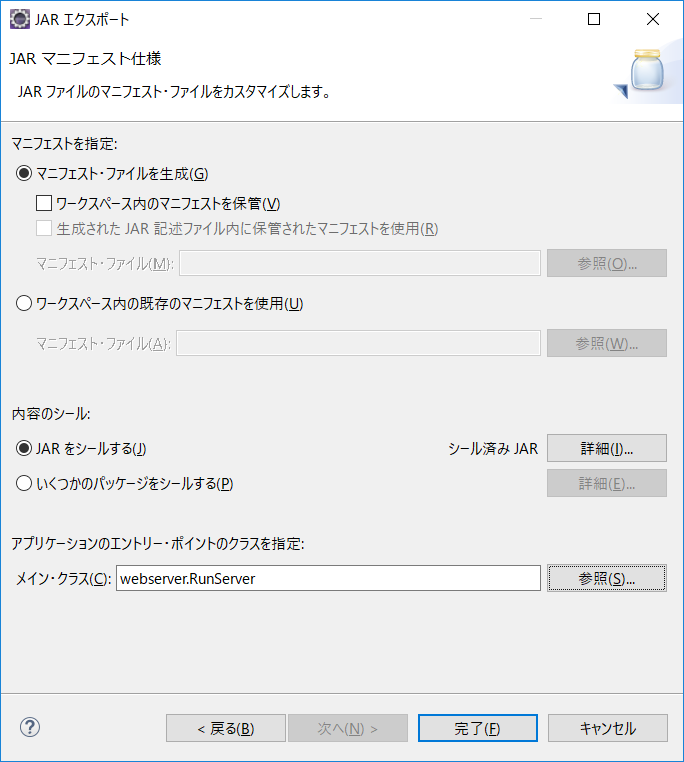 JAR エクスポート
JAR マニフェスト仕様
JAR ファイルのマニフェスト・ファイルをカスタマイズします。
マニフェストを指定:
マニフェスト・ファイルを生成(G)
ワークスペース内のマニフェストを保管(V)
生成された JAR 記述ファイル内に保管されたマニフェストを使用(R)
マニフェスト・ファイル(M): 参照(O)...
ワークスペース内の既存のマニフェストを使用(U)
マニフェスト・ファイル(A): 参照(W)...
内容のシール:
JAR をシールする(J) シール済み JAR 詳細(I)...
いくつかのパッケージをシールする(P) 詳細(E)...
アプリケーションのエントリー・ポイントのクラスを指定:
メイン・クラス(C): webserver.RunServer 参照(S)...
? < 戻る(B) 次へ(N) > 完了(F) キャンセル